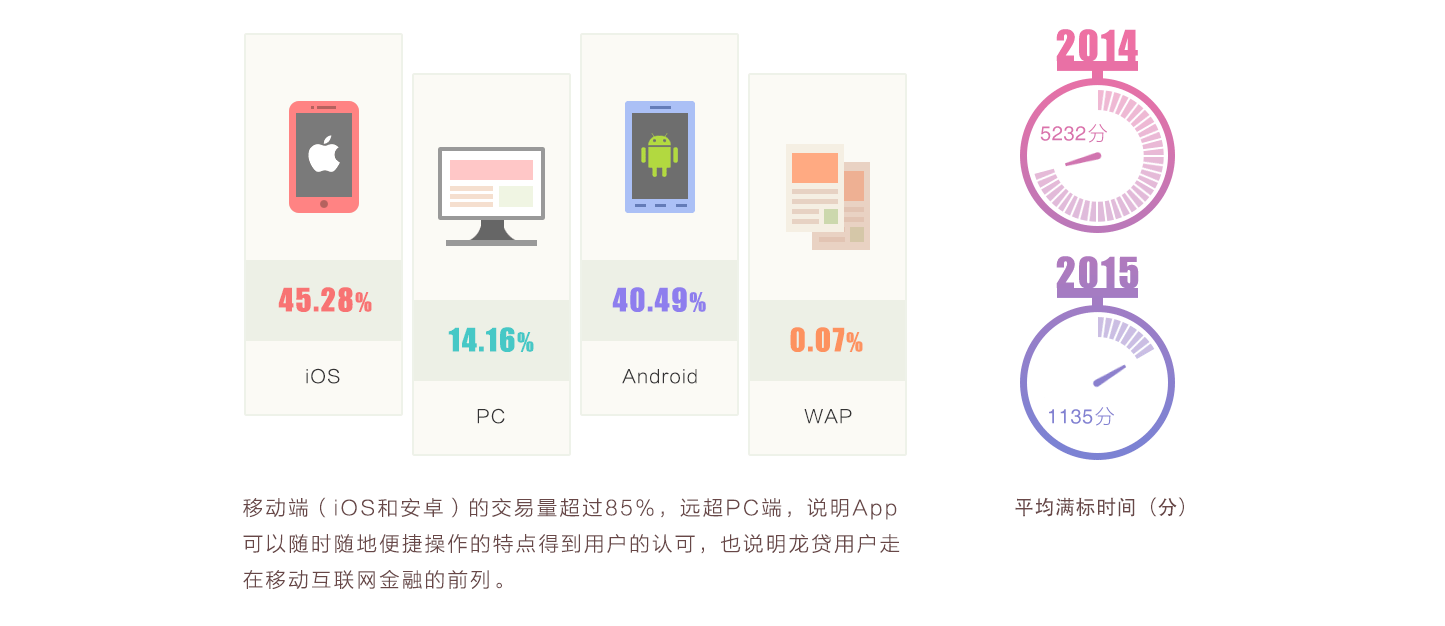 45.28%
iOS
14.16%
PC
40.49%
Android
0.07%
WAP
移动端（iOS和安卓）的交易量超过85%，远超PC端，说明App
可以随时随地便捷操作的特点得到用户的认可，也说明龙贷用户走
在移动互联网金融的前列。
2014
5232分
2015
1135分
平均满标时间（分）